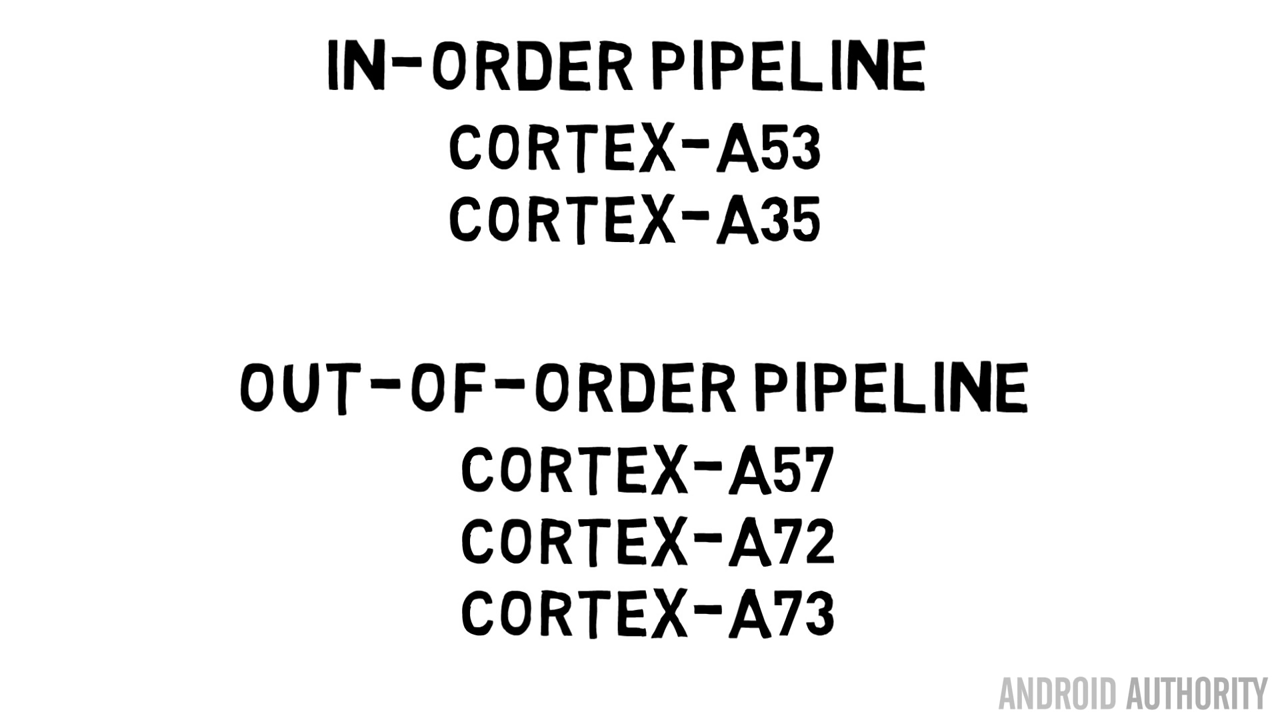 IN-ORDER PIPELINE
CORTEX-A53
CORTEX-A35
OUT-OF-ORDER PIPELINE
CORTEX-A57
CORTEX-A72
CORTEX-A73
ANDROID AUTHORITY